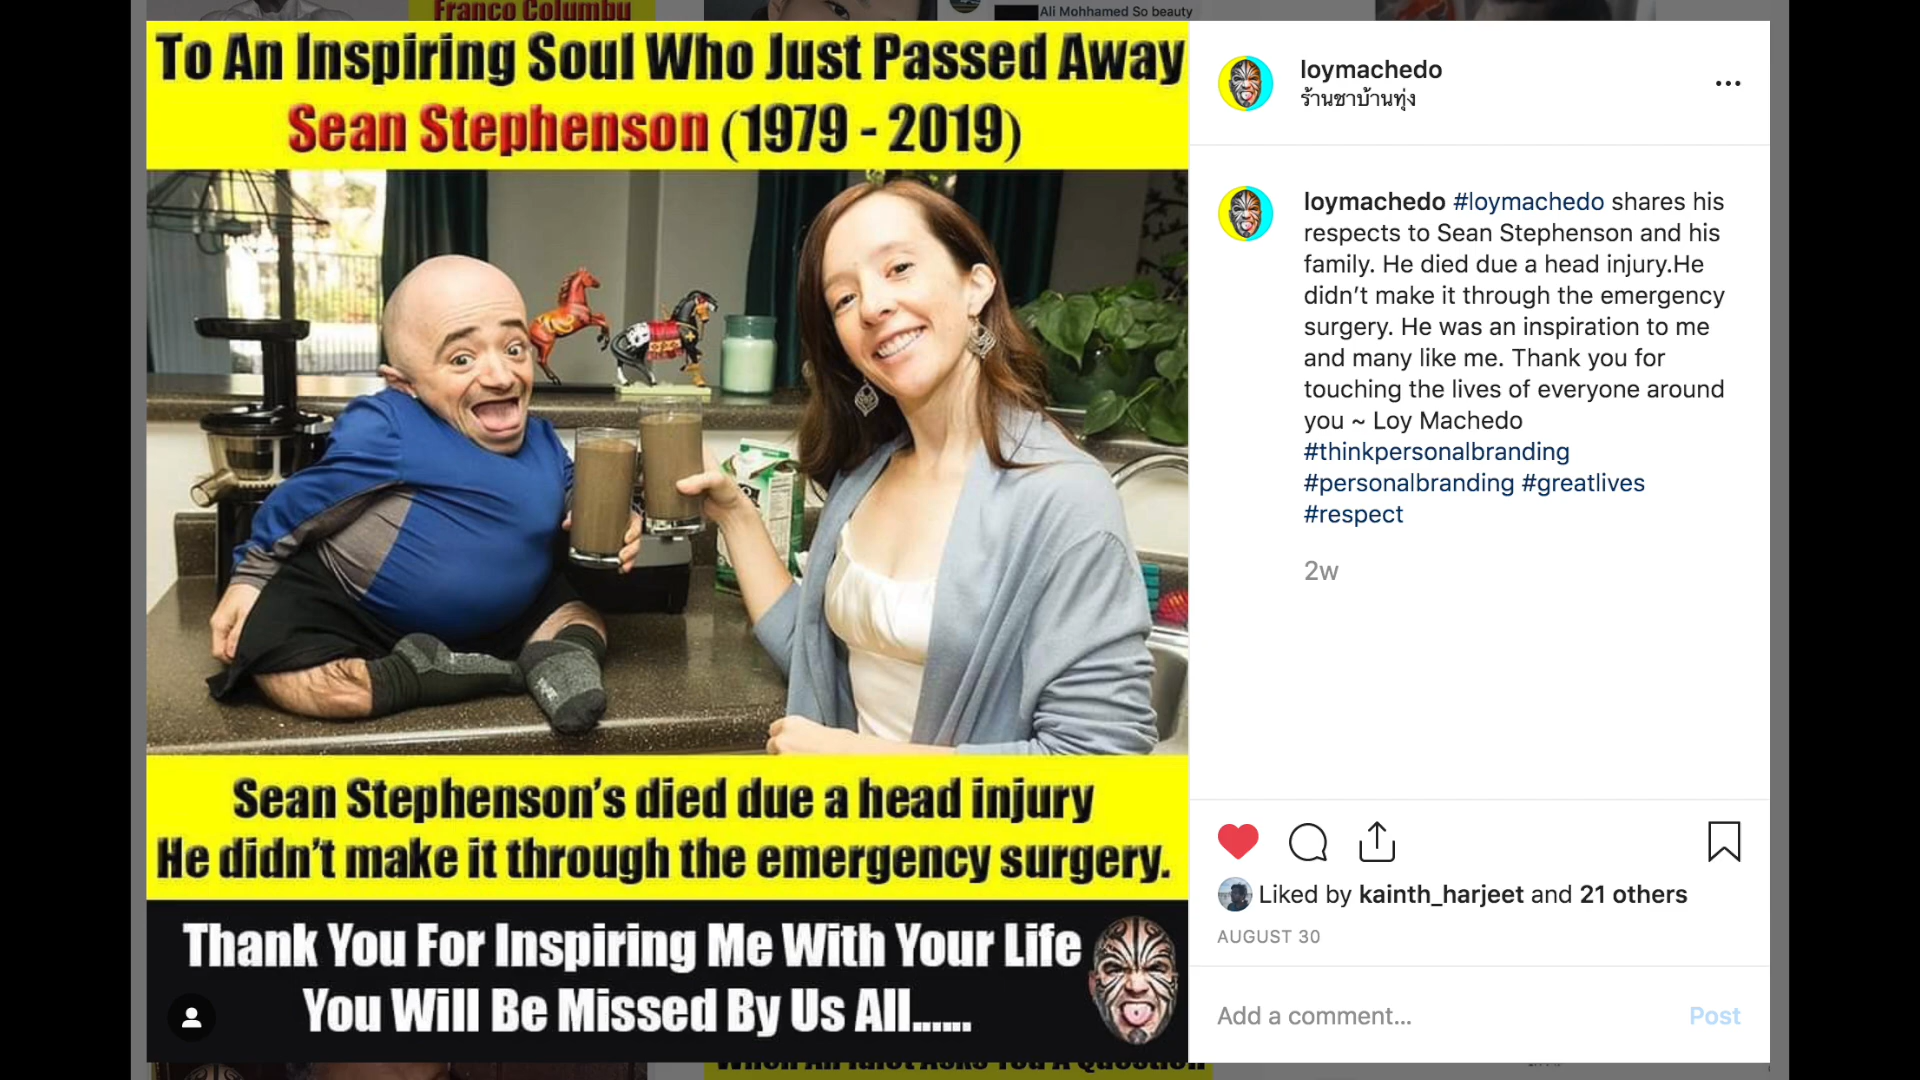 Franco Columbu
Ali Mohhamed So beauty
To An Inspiring Soul Who Just Passed Away
Sean Stephenson (1979 - 2019)
Sean Stephenson's died due a head injury
He didn't make it through the emergency surgery.
Thank You For Inspiring Me With Your Life
You Will Be Missed By Us All......
loymachedo
ร้านชาบ้านทุ่ง
loymachedo #loymachedo shares his
respects to Sean Stephenson and his
family. He died due a head injury.He
didn't make it through the emergency
surgery. He was an inspiration to me
and many like me. Thank you for
touching the lives of everyone around
you ~ Loy Machedo
#thinkpersonalbranding
#personalbranding #greatlives
#respect
2w
Liked by kainth_harjeet and 21 others
AUGUST 30
Add a comment...
Post
When An Idiot Asks You A Question